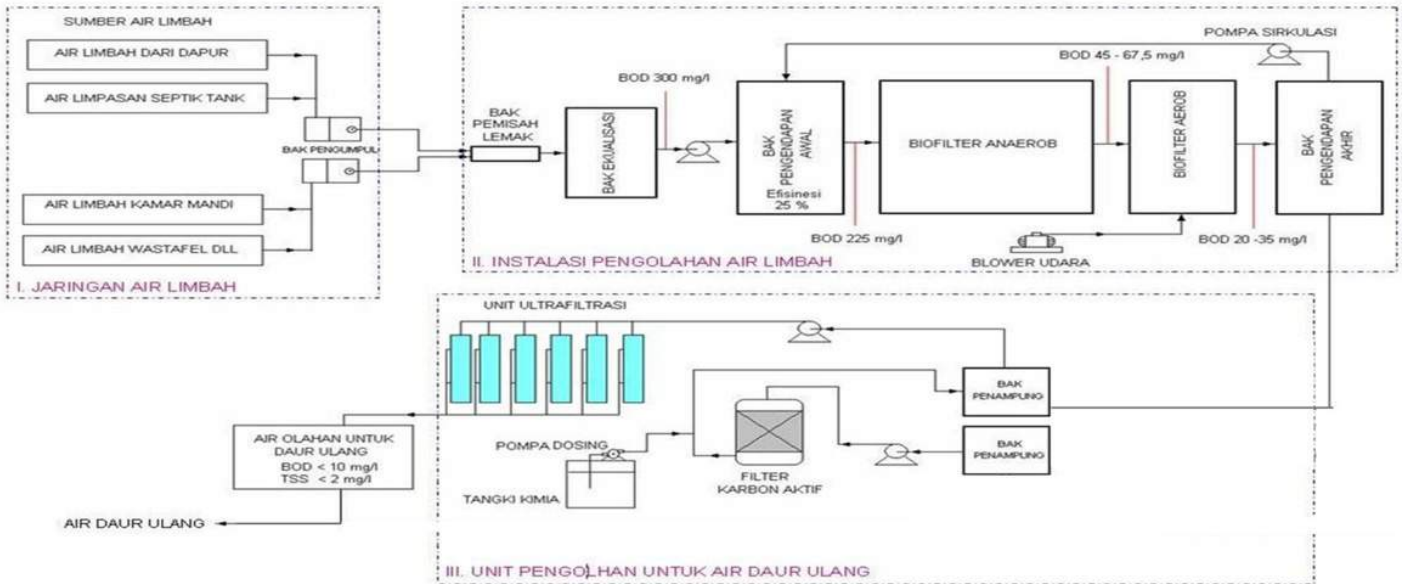 SUMBER AIR LIMBAH
AIR LIMBAH DARI DAPUR
AIR LIMPASAN SEPTIK TANK
BAK PENGUMPUL
AIR LIMBAH KAMAR MANDI
AIR LIMBAH WASTAFEL DLL
I. JARINGAN AIR LIMBAH
BAK
PEMISAH
LEMAK
BAK EKUALISASI
BOD 300 mg/l
BAK
PENGENDAPAN
AWAL
Efisinesi
25 %
BOD 225 mg/l
BIOFILTER ANAEROB
BOD 45 - 67,5 mg/l
BIOFILTER AEROB
BLOWER UDARA
BOD 20 -35 mg/l
POMPA SIRKULASI
BAK
PENGENDAPAN
AKHIR
II. INSTALASI PENGOLAHAN AIR LIMBAH
UNIT ULTRAFILTRASI
BAK
PENAMPUNG
BAK
PENAMPUNG
POMPA DOSING
TANGKI KIMIA
FILTER
KARBON AKTIF
AIR OLAHAN UNTUK
DAUR ULANG
BOD < 10 mg/l
TSS < 2 mg/l
AIR DAUR ULANG
III. UNIT PENGOLHAN UNTUK AIR DAUR ULANG